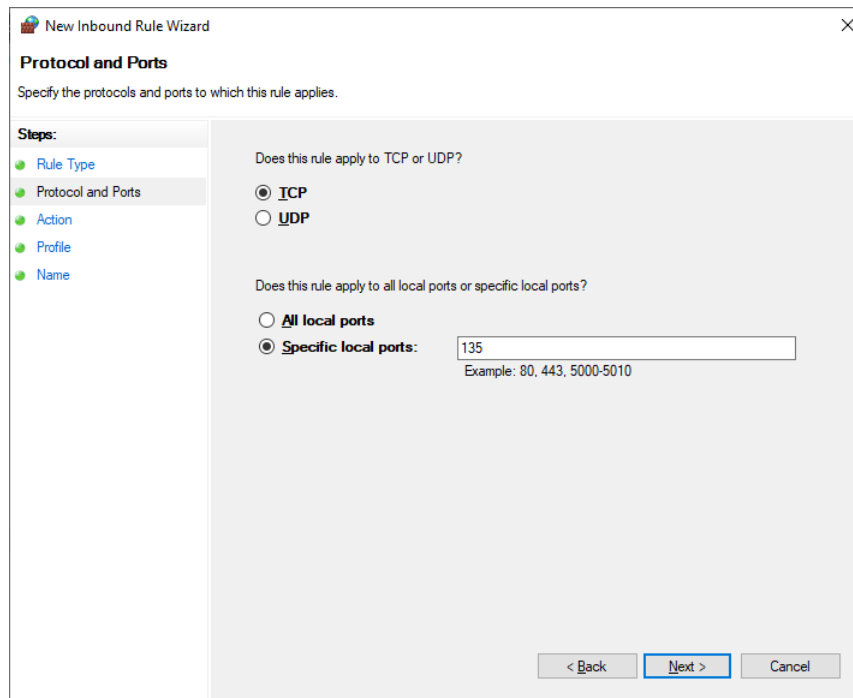 New Inbound Rule Wizard
Protocol and Ports
Specify the protocols and ports to which this rule applies.
Steps:
Rule Type
Protocol and Ports
Action
Profile
Name
Does this rule apply to TCP or UDP?
TCP
UDP
Does this rule apply to all local ports or specific local ports?
All local ports
Specific local ports: 135
Example: 80, 443, 5000-5010
< Back Next > Cancel